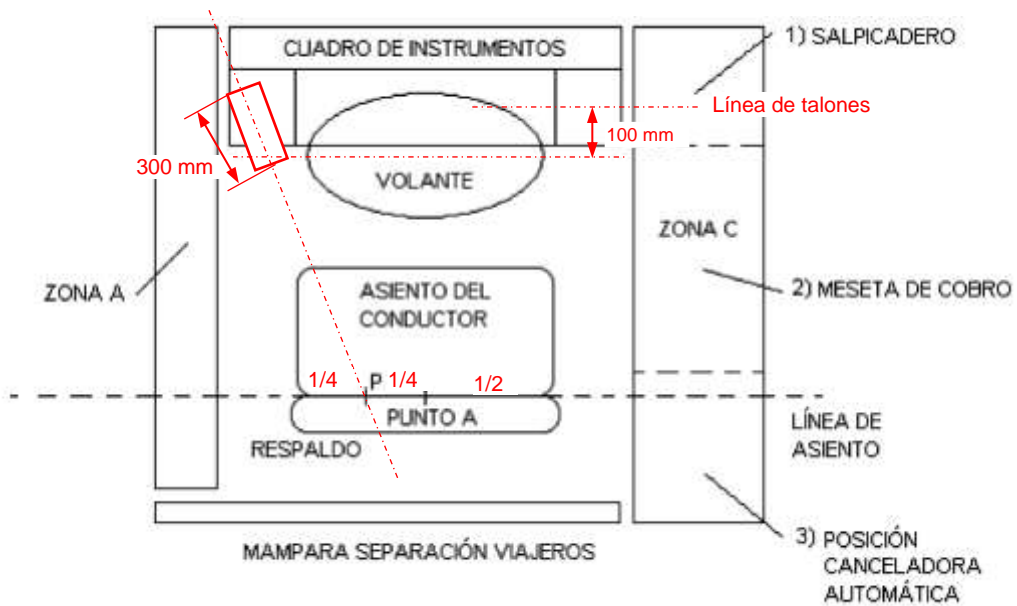 CUADRO DE INSTRUMENTOS
1) SALPICADERO
Línea de talones
100 mm
300 mm
VOLANTE
ZONA C
ZONA A
ASIENTO DEL
CONDUCTOR
2) MESETA DE COBRO
1/4 P 1/4 1/2
PUNTO A
LÍNEA DE
ASIENTO
RESPALDO
MAMPARA SEPARACIÓN VIAJEROS
3) POSICIÓN
CANCELADORA
AUTOMÁTICA